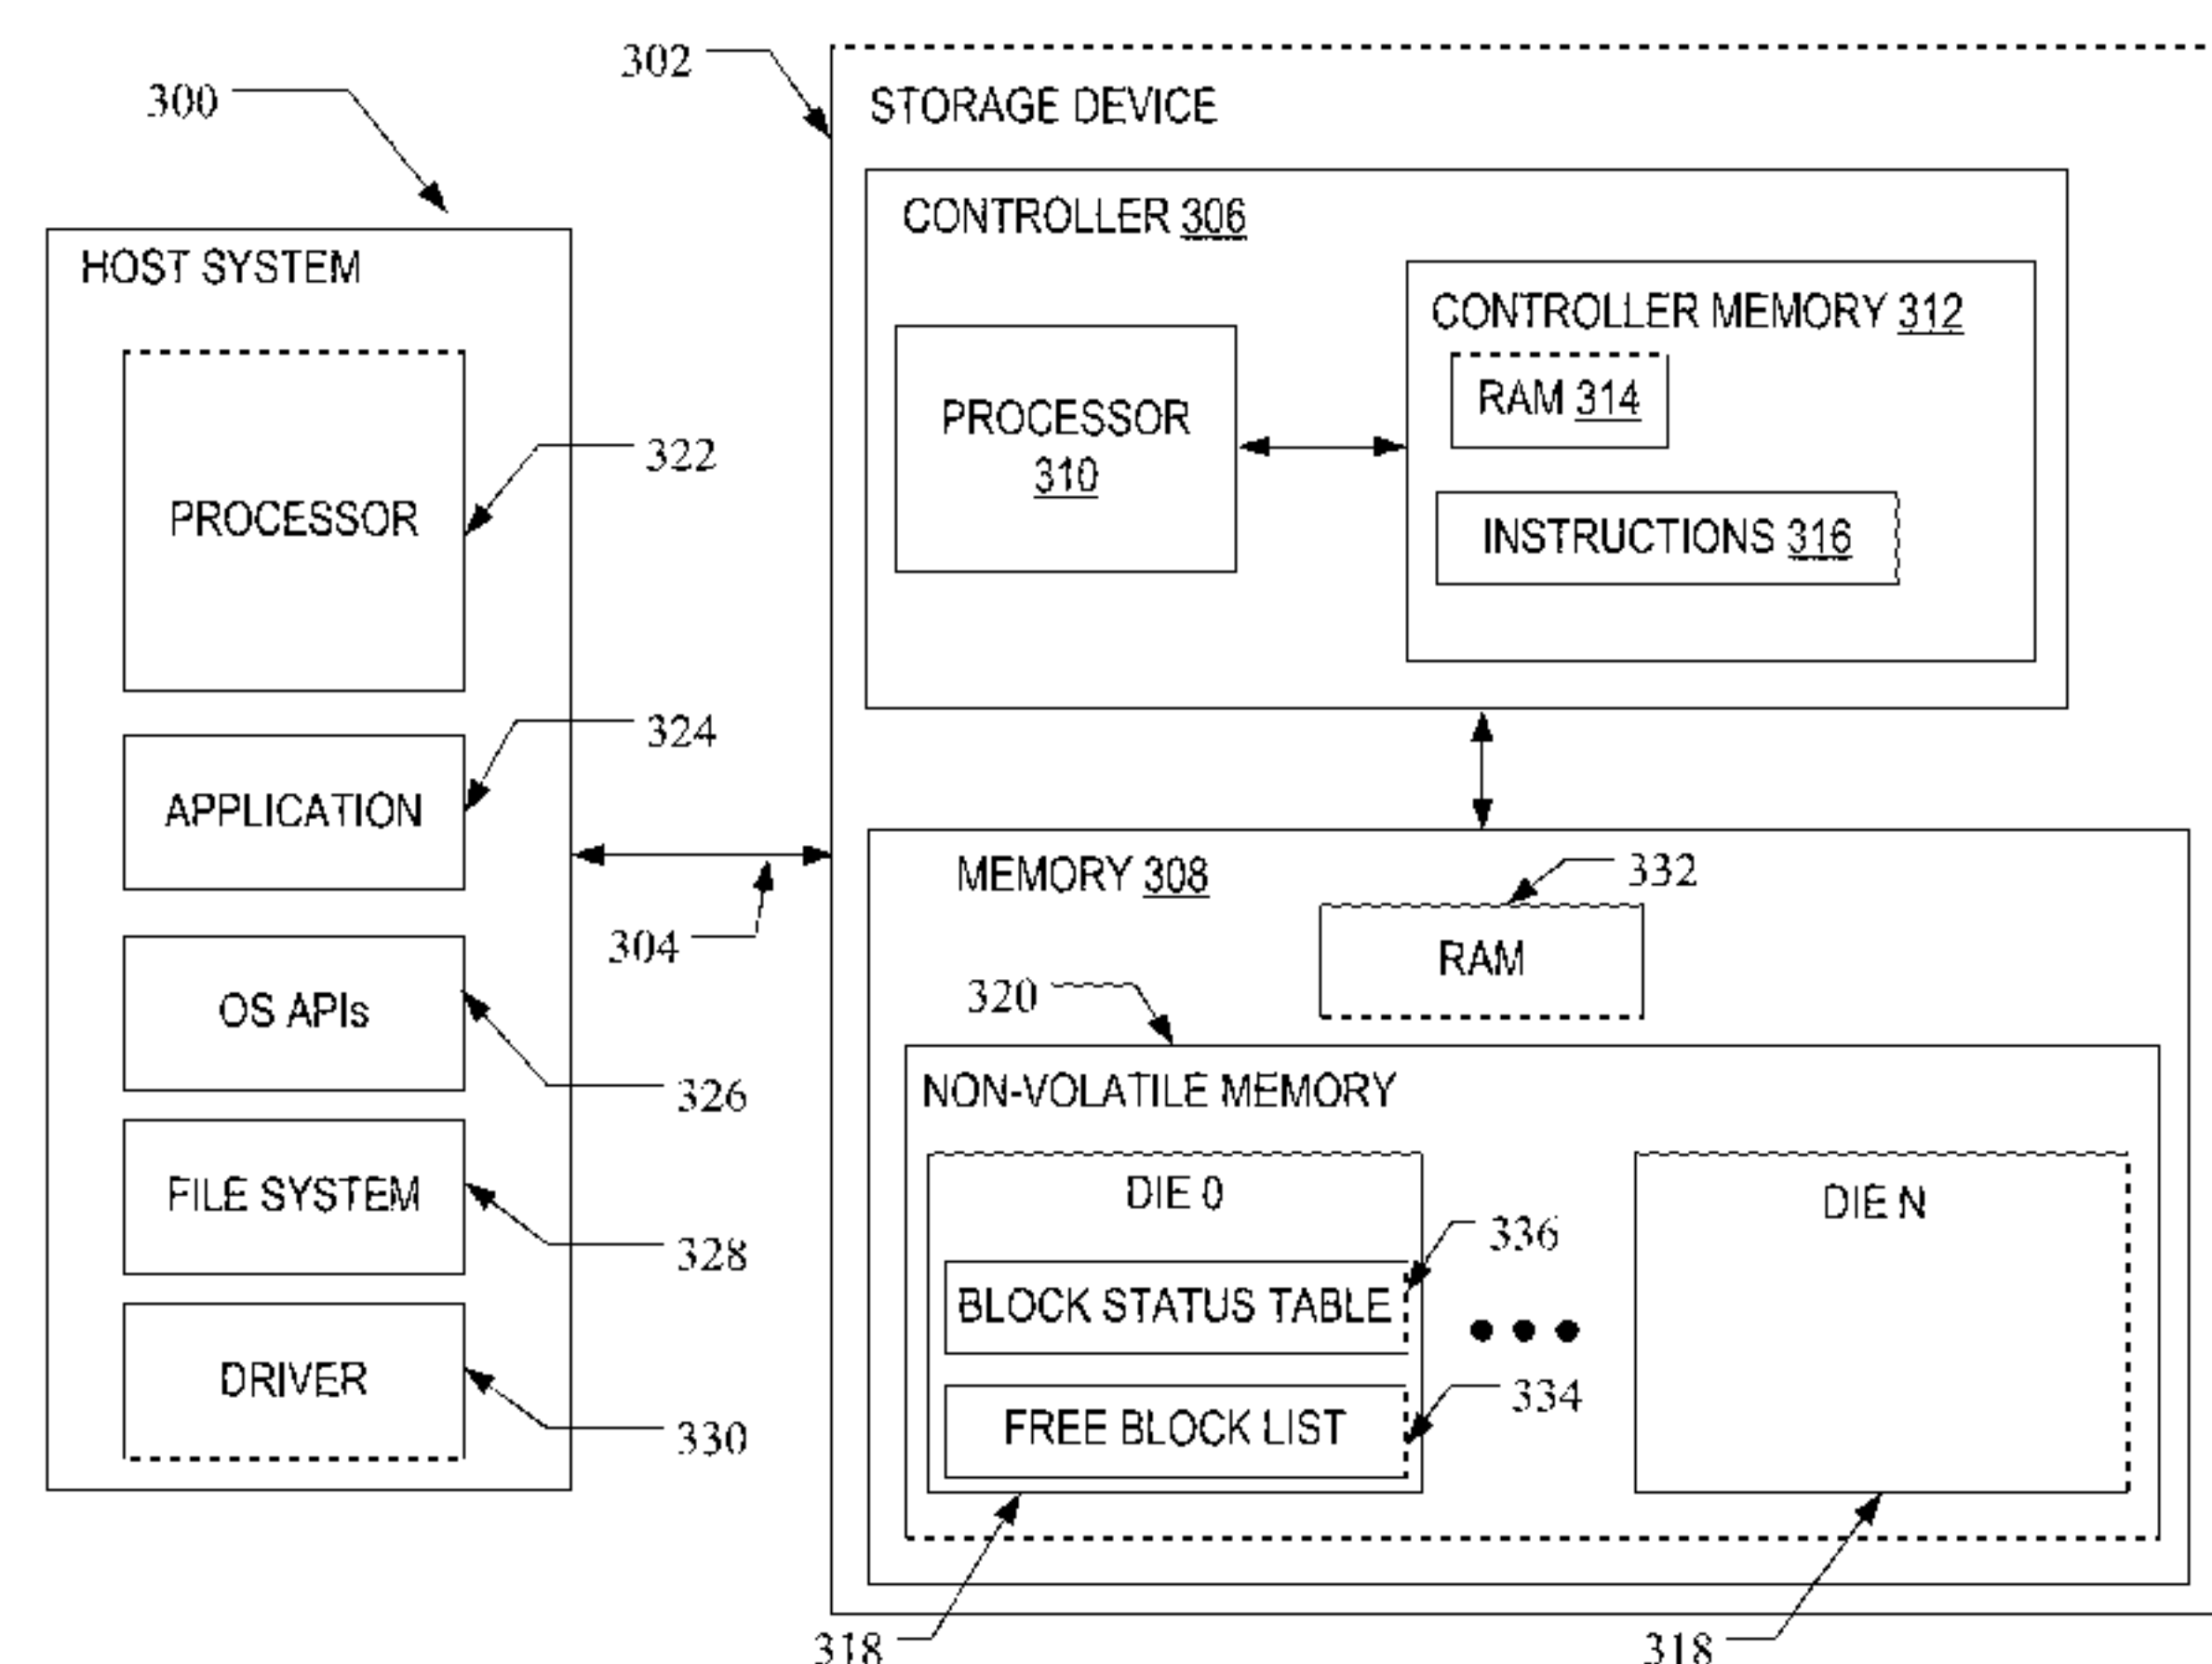 300
HOST SYSTEM
PROCESSOR
322
APPLICATION
324
OS APIs
326
FILE SYSTEM
328
DRIVER
330
304
302
STORAGE DEVICE
CONTROLLER 306
PROCESSOR
310
CONTROLLER MEMORY 312
RAM 314
INSTRUCTIONS 316
MEMORY 308
332
RAM
320
NON-VOLATILE MEMORY
DIE 0
BLOCK STATUS TABLE
336
FREE BLOCK LIST
334
DIE N
318
318